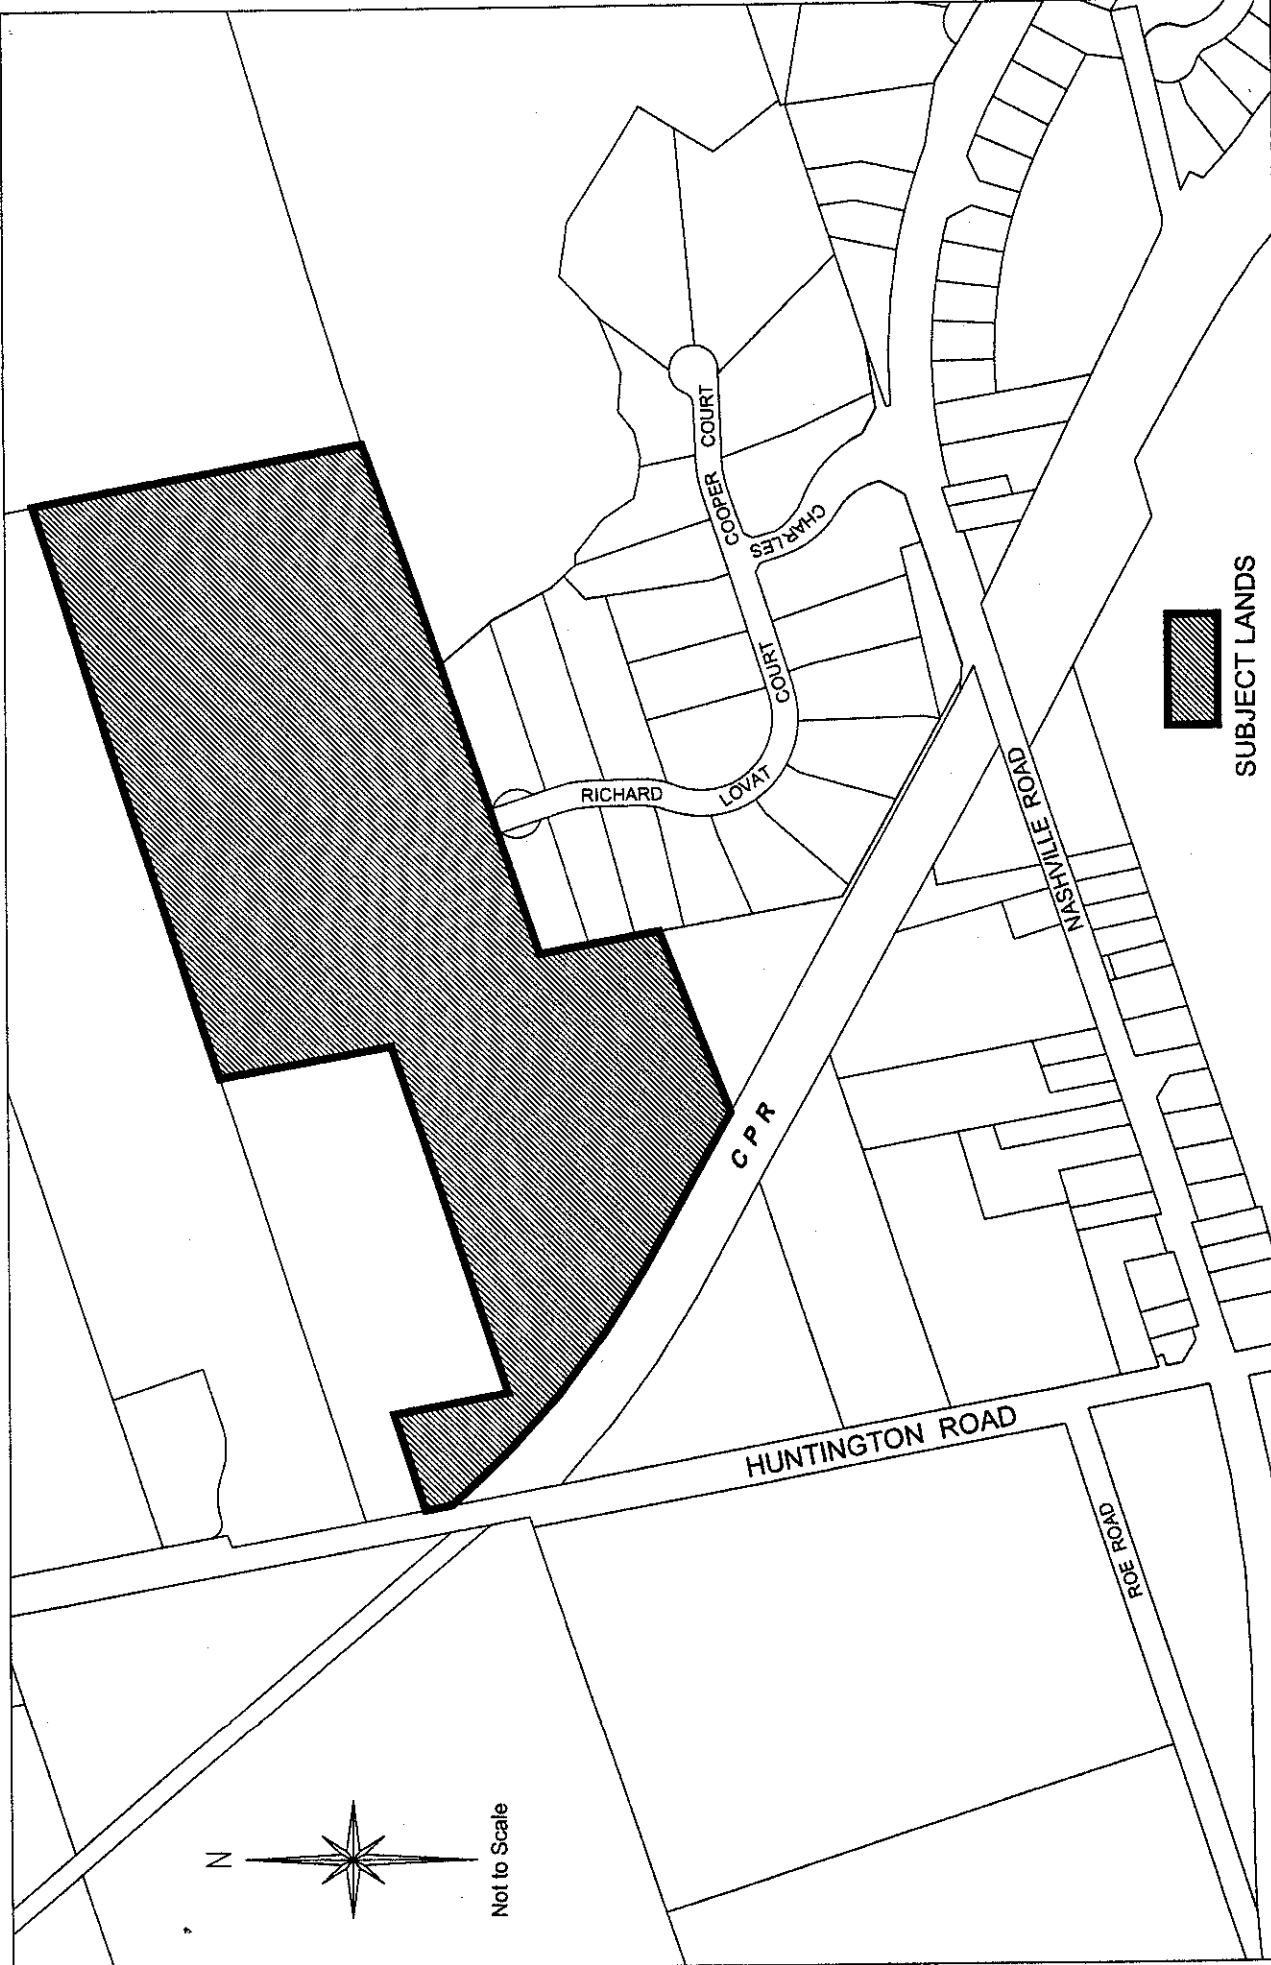 COOPER COURT
CHARLES
RICHARD
LOVAT
COURT
NASHVILLE ROAD
CPR
HUNTINGTON ROAD
ROE ROAD
SUBJECT LANDS
N
Not to Scale